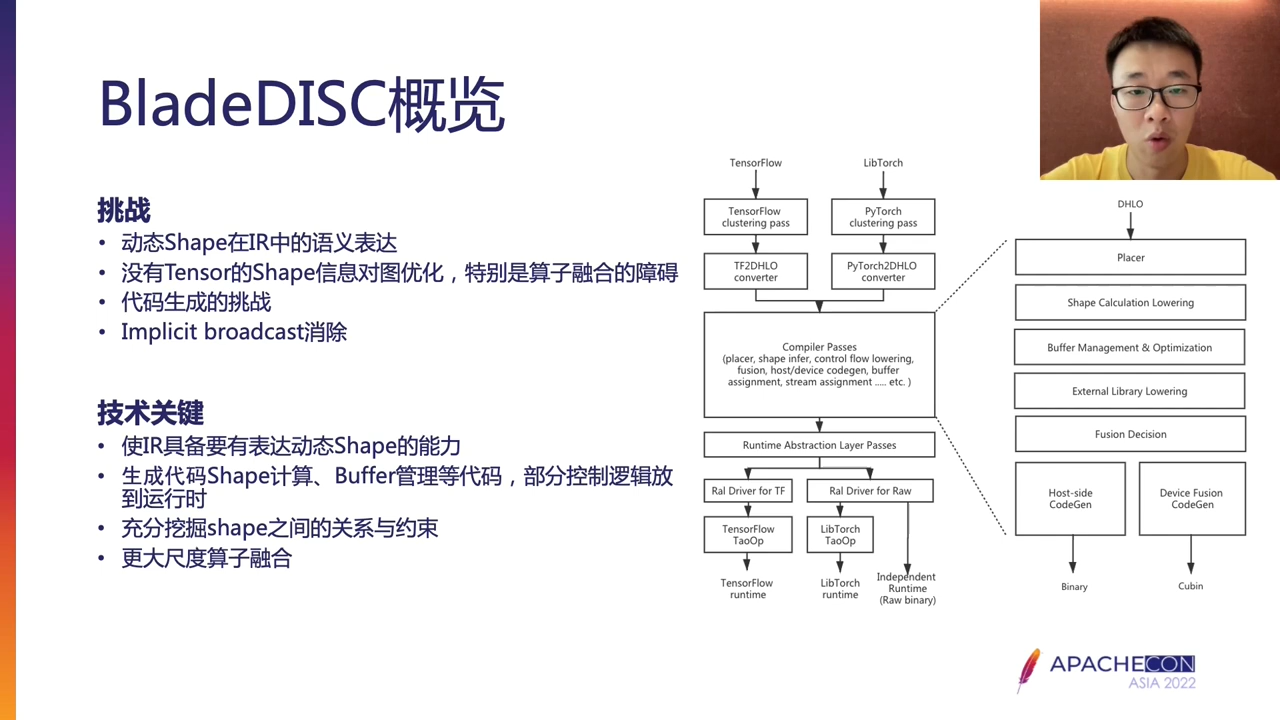 BladeDISC概览
挑战
• 动态Shape在IR中的语义表达
• 没有Tensor的Shape信息对图优化，特别是算子融合的障碍
• 代码生成的挑战
• Implicit broadcast消除
技术关键
• 使IR具备要有表达动态Shape的能力
• 生成代码Shape计算、Buffer管理等代码，部分控制逻辑放
到运行时
• 充分挖掘shape之间的关系与约束
• 更大尺度算子融合
TensorFlow
LibTorch
TensorFlow
clustering pass
PyTorch
clustering pass
TF2DHLO
converter
PyTorch2DHLO
converter
Compiler Passes
(placer, shape infer, control flow lowering,
fusion, host/device codegen, buffer
assignment, stream assignment ..... etc. )
Runtime Abstraction Layer Passes
Ral Driver for TF
Ral Driver for Raw
TensorFlow
TaoOp
LibTorch
TaoOp
TensorFlow
runtime
LibTorch
runtime
Independent
Runtime
(Raw binary)
DHLO
Placer
Shape Calculation Lowering
Buffer Management & Optimization
External Library Lowering
Fusion Decision
Host-side
CodeGen
Device Fusion
CodeGen
Binary
Cubin
APACHECON
ASIA 2022